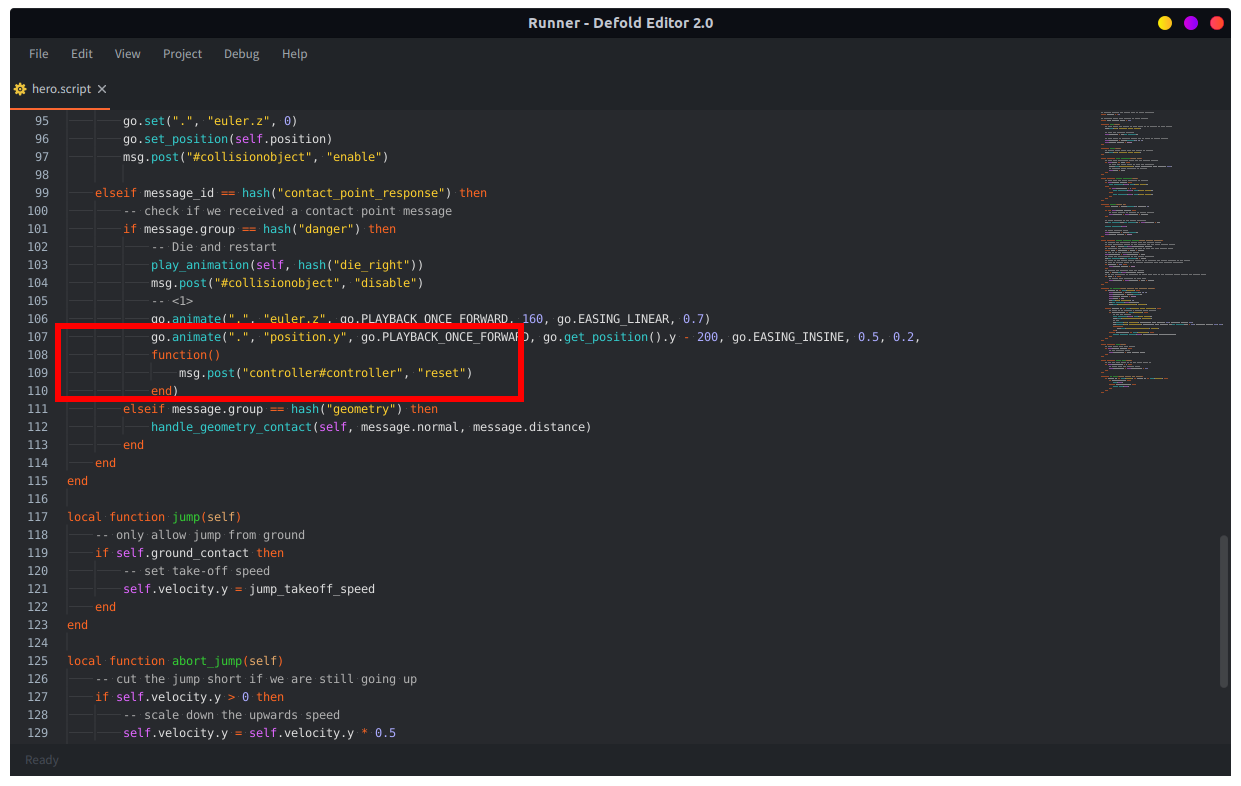 Runner - Defold Editor 2.0
File Edit View Project Debug Help
hero.script ×
95 go.set(".", "euler.z", 0)
96 go.set_position(self.position)
97 msg.post("#collisionobject", "enable")
98
99 elseif message_id == hash("contact_point_response") then
100 -- check if we received a contact point message
101 if message.group == hash("danger") then
102 -- Die and restart
103 play_animation(self, hash("die_right"))
104 msg.post("#collisionobject", "disable")
105 -- <1>
106 go.animate(".", "euler.z", go.PLAYBACK_ONCE_FORWARD, 160, go.EASING_LINEAR, 0.7)
107 go.animate(".", "position.y", go.PLAYBACK_ONCE_FORWARD, go.get_position().y - 200, go.EASING_INSINE, 0.5, 0.2,
108 function()
109 msg.post("controller#controller", "reset")
110 end)
111 elseif message.group == hash("geometry") then
112 handle_geometry_contact(self, message.normal, message.distance)
113 end
114 end
115 end
116
117 local function jump(self)
118 -- only allow jump from ground
119 if self.ground_contact then
120 -- set take-off speed
121 self.velocity.y = jump_takeoff_speed
122 end
123 end
124
125 local function abort_jump(self)
126 -- cut the jump short if we are still going up
127 if self.velocity.y > 0 then
128 -- scale down the upwards speed
129 self.velocity.y = self.velocity.y * 0.5
Ready